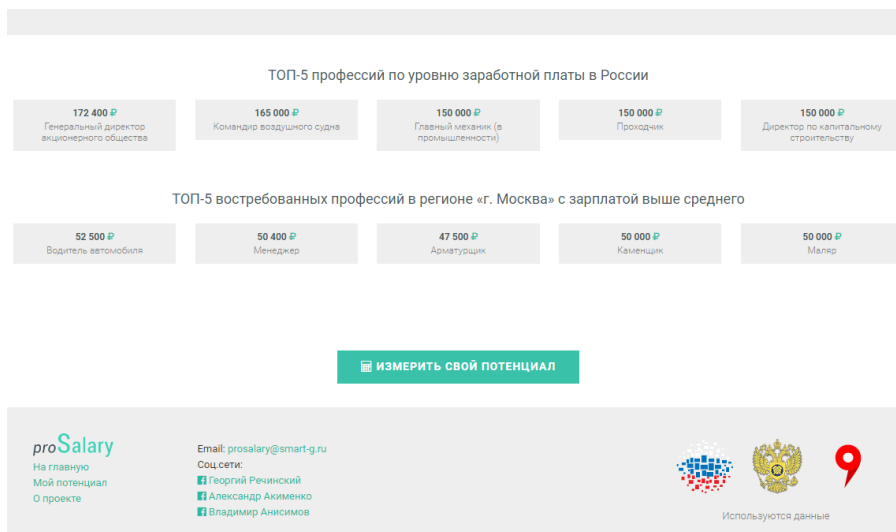 ТОП-5 профессий по уровню заработной платы в России
172 400 ₽
Генеральный директор
акционерного общества
165 000 ₽
Командир воздушного судна
150 000 ₽
Главный механик (в
промышленности)
150 000 ₽
Проходчик
150 000 ₽
Директор по капитальному
строительству
ТОП-5 востребованных профессий в регионе «г. Москва» с зарплатой выше среднего
52 500 ₽
Водитель автомобиля
50 400 ₽
Менеджер
47 500 ₽
Арматурщик
50 000 ₽
Каменщик
50 000 ₽
Маляр
ИЗМЕРИТЬ СВОЙ ПОТЕНЦИАЛ
proSalary
На главную
Мой потенциал
О проекте
Email: prosalary@smart-g.ru
Соц.сети:
Георгий Речинский
Александр Акименко
Владимир Анисимов
Используются данные